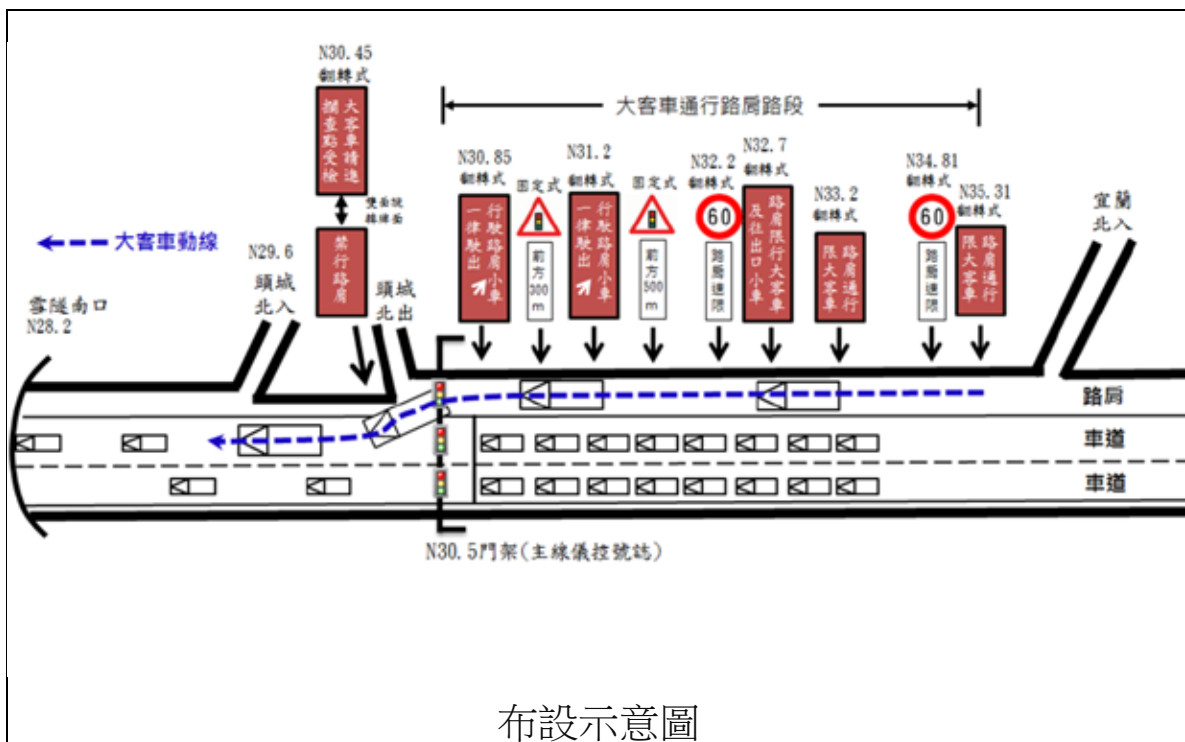 N30.45
翻轉式
大客車請進
攔查點受檢
雙面說
禁行路肩
大客車動線
雪隧南口
N28.2
N29.6
頭城
北入
頭城
北出
大客車通行路肩路段
N30.85
翻轉式
行駛路肩小車
一律駛出
固定式
前方
300
m
N31.2
翻轉式
行駛路肩小車
一律駛出
固定式
前方
500
m
N32.2
翻轉式
60
路肩速限
N32.7
翻轉式
路肩限行大客車
及往出口小車
N33.2
翻轉式
路肩通行
限大客車
N34.81
翻轉式
60
路肩速限
N35.31
翻轉式
路肩通行
限大客車
宜蘭
北入
路肩
車道
車道
N30.5門架(主線儀控號誌)
布設示意圖